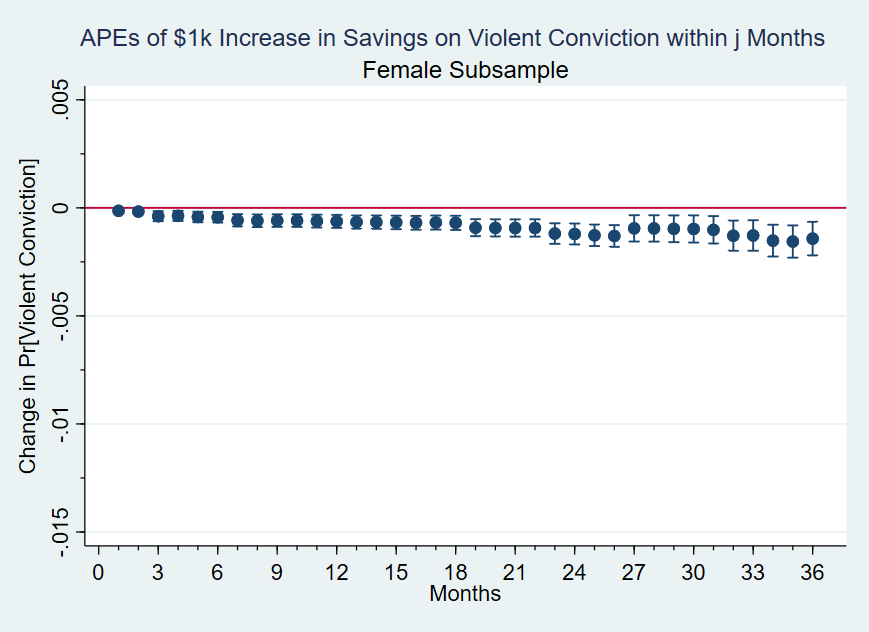 APEs of $1k Increase in Savings on Violent Conviction within j Months
Female Subsample
Change in Pr[Violent Conviction]
.005
0
-.005
-.01
-.015
0 3 6 9 12 15 18 21 24 27 30 33 36
Months